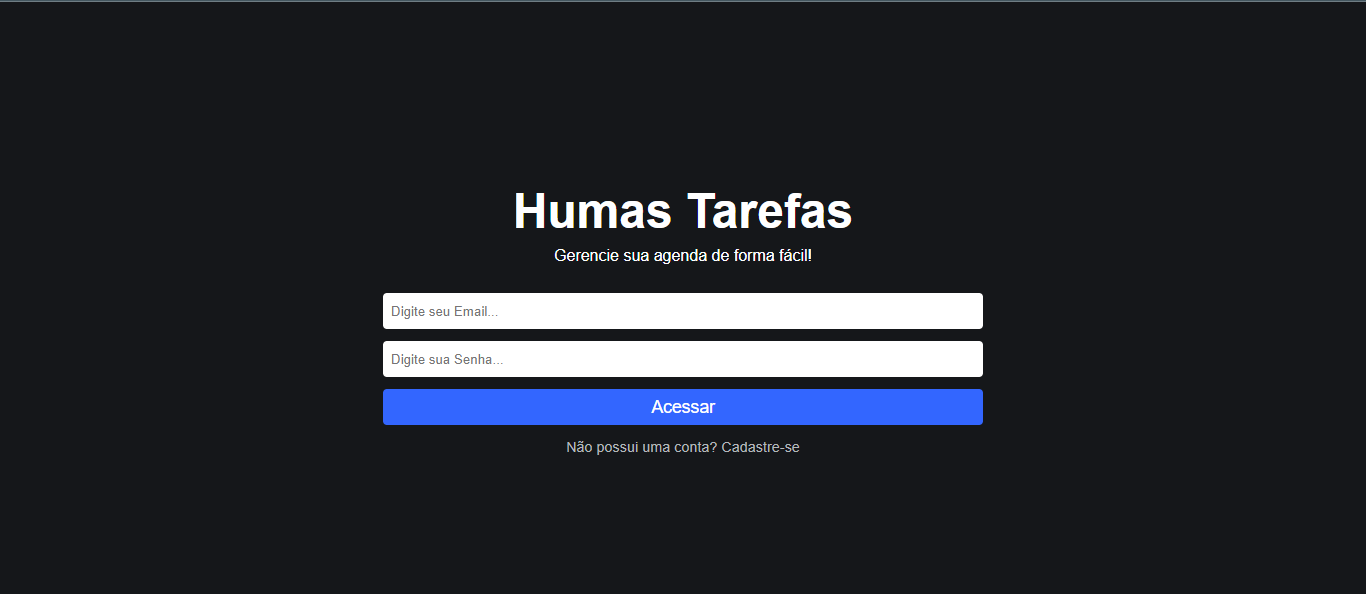 Humas Tarefas
Gerencie sua agenda de forma fácil!
Digite seu Email...
Digite sua Senha...
Acessar
Não possui uma conta? Cadastre-se